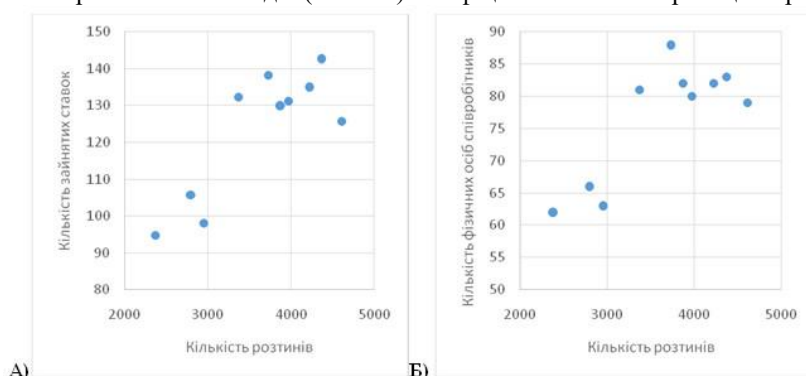 150
140
130
120
110
100
90
80
2000 3000 4000 5000
Кількість зайнятих ставок
Кількість розтинів
А)
90
85
80
75
70
65
60
55
50
2000 3000 4000 5000
Кількість фізичних осіб співробітників
Кількість розтинів
Б)